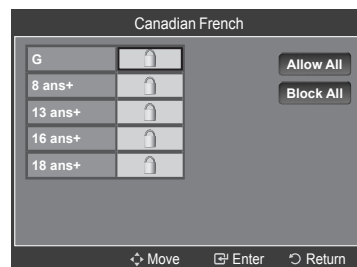 Canadian French
G
Allow All
8 ans+
Block All
13 ans+
16 ans+
18 ans+
Move Enter Return